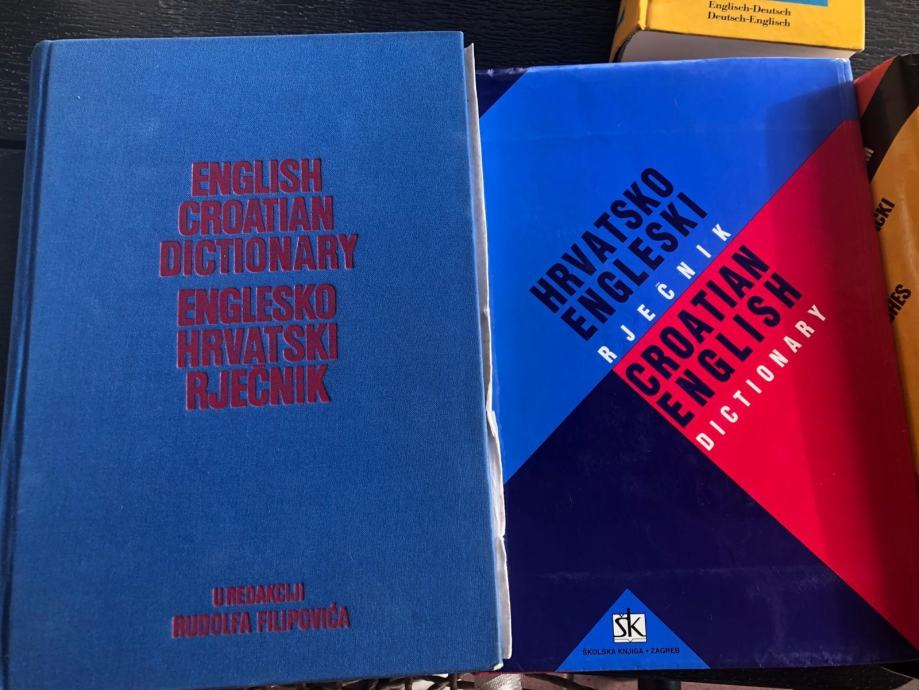 ENGLISH
CROATIAN
DICTIONARY
ENGLESKO
HRVATSKI
RJEČNIK
U REDAKCIJI
RUDOLFA FILIPOVIĆA
Englisch-Deutsch
Deutsch-Englisch
HRVATSKO
ENGLESKI
RJEČNIK
CROATIAN
ENGLISH
DICTIONARY
šk
ŠKOLSKA KNJIGA • ZAGREB